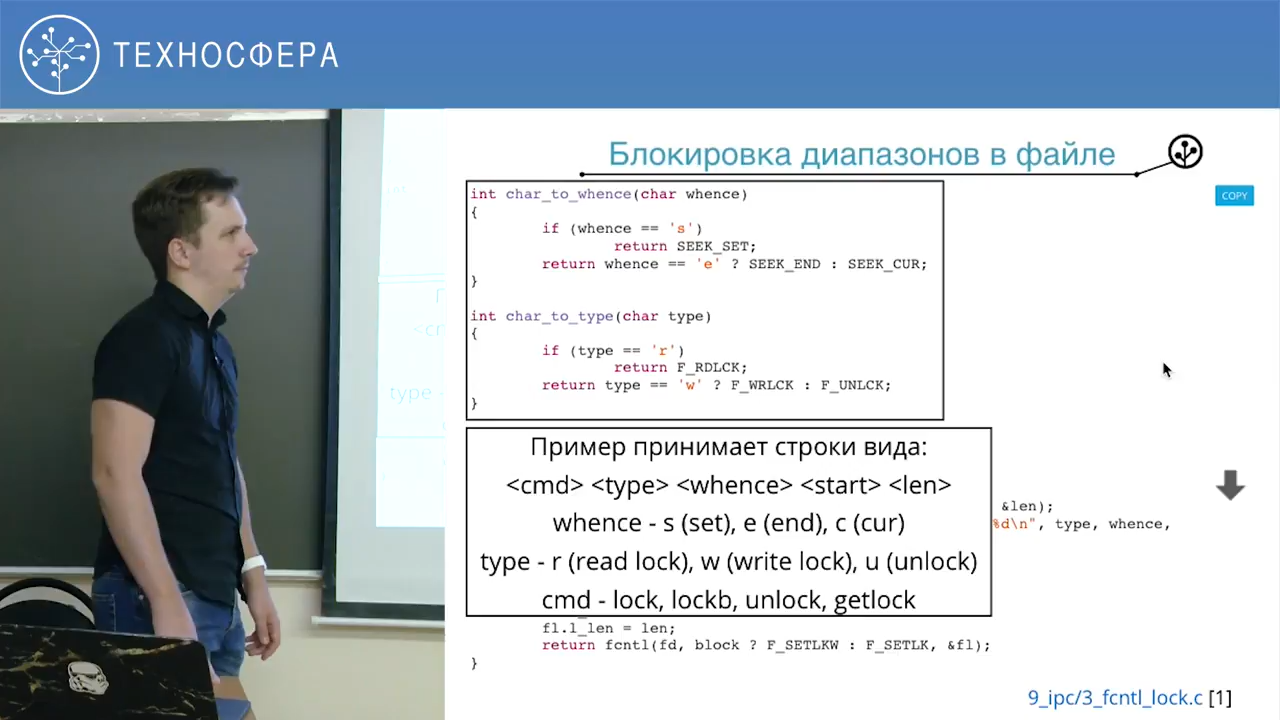 ТЕХНОСФЕРА
Блокировка диапазонов в файле
COPY
int char_to_whence(char whence)
{
if (whence == 's')
return SEEK_SET;
return whence == 'e' ? SEEK_END : SEEK_CUR;
}
int char_to_type(char type)
{
if (type == 'r')
return F_RDLCK;
return type == 'w' ? F_WRLCK : F_UNLCK;
}
Пример принимает строки вида:
<cmd> <type> <whence> <start> <len>
whence - s (set), e (end), c (cur)
type - r (read lock), w (write lock), u (unlock)
cmd - lock, lockb, unlock, getlock
&len);
%d\n", type, whence,
fl.l_len = len;
return fcntl(fd, block ? F_SETLKW : F_SETLK, &fl);
}
9_ipc/3_fcntl_lock.c [1]
type -